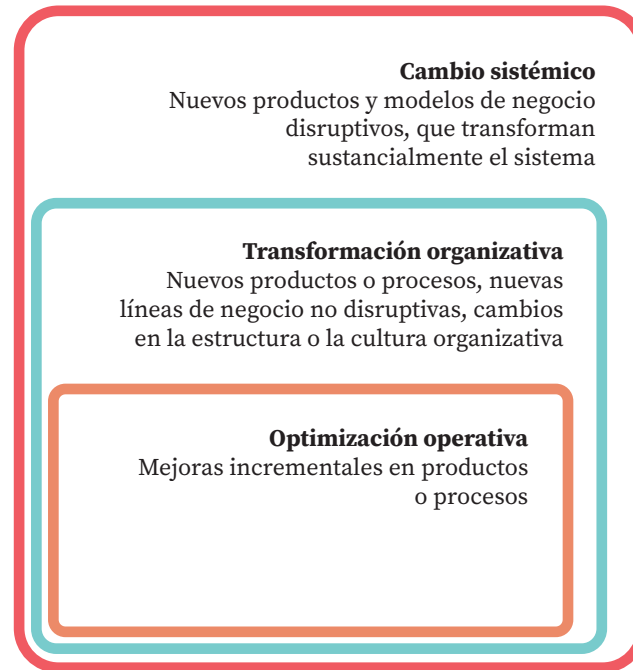 Cambio sistémico
Nuevos productos y modelos de negocio
disruptivos, que transforman
sustancialmente el sistema
Transformación organizativa
Nuevos productos o procesos, nuevas
líneas de negocio no disruptivas, cambios
en la estructura o la cultura organizativa
Optimización operativa
Mejoras incrementales en productos
o procesos